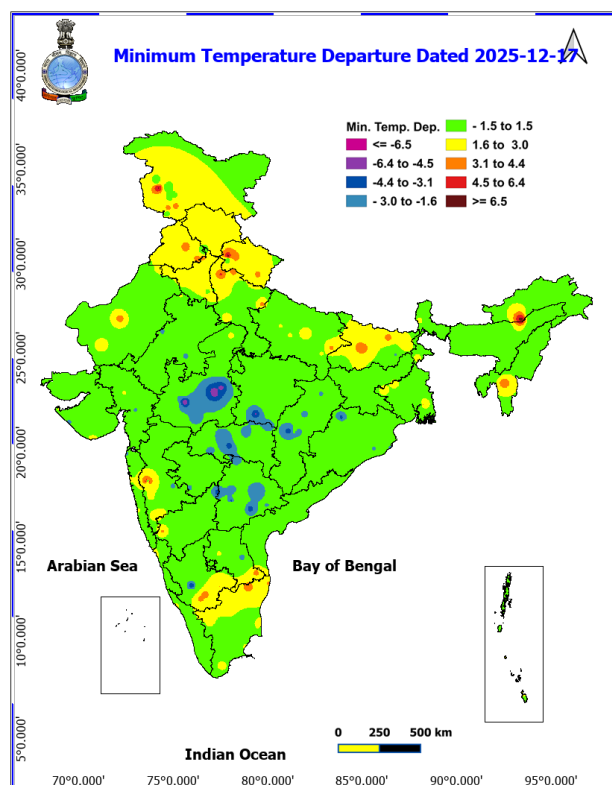 Minimum Temperature Departure Dated 2025-12-17
40°0.000'
35°0.000'
30°0.000'
25°0.000'
20°0.000'
15°0.000'
10°0.000'
5°0.000'
Min. Temp. Dep.
<= -6.5
-6.4 to -4.5
-4.4 to -3.1
- 3.0 to -1.6
- 1.5 to 1.5
1.6 to 3.0
3.1 to 4.4
4.5 to 6.4
>= 6.5
Arabian Sea
Bay of Bengal
Indian Ocean
0 250 500 km
70°0.000' 75°0.000' 80°0.000' 85°0.000' 90°0.000' 95°0.000'